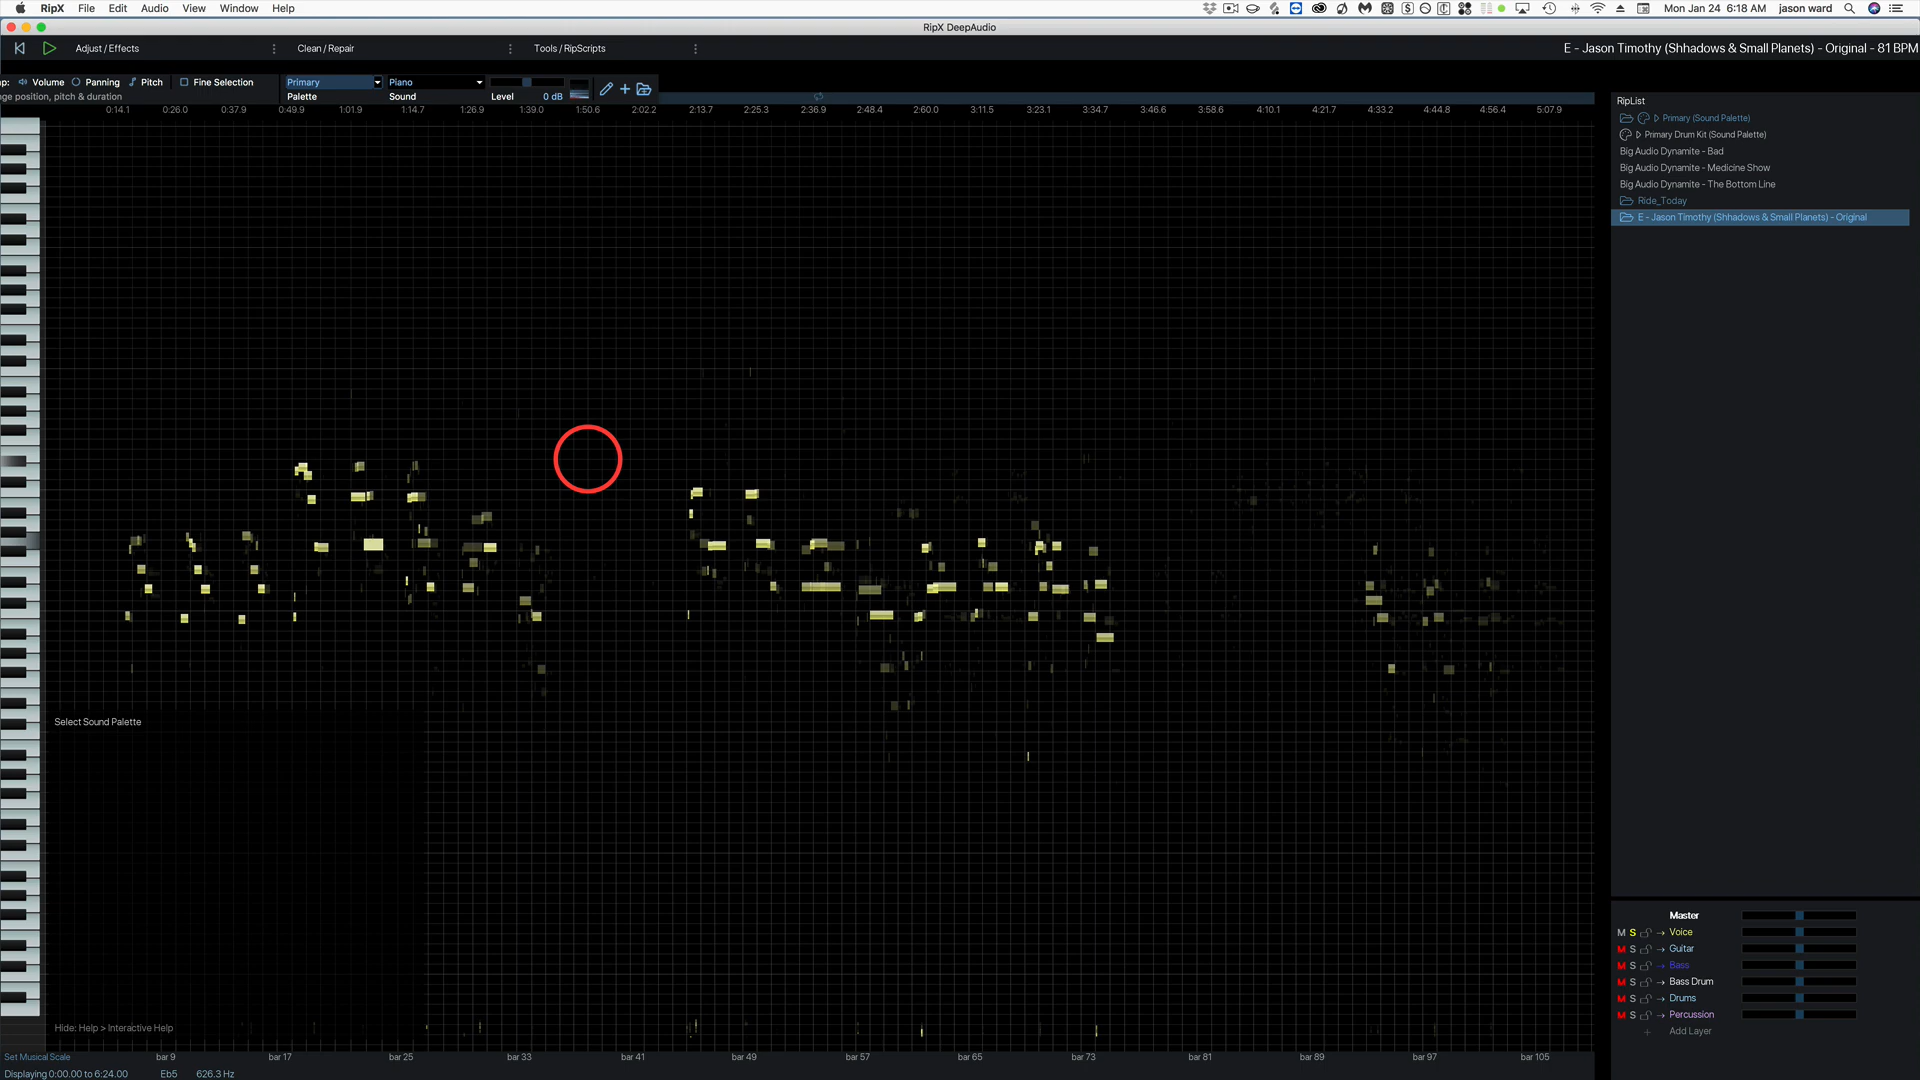 RipX File Edit Audio View Window Help Mon Jan 24 6:18 AM jason ward
RipX DeepAudio
Adjust / Effects Clean / Repair Tools / RipScripts E - Jason Timothy (Shhadows & Small Planets) - Original - 81 BPM
p: Volume Panning Pitch Fine Selection Primary Piano
nge position, pitch & duration Palette Sound Level 0 dB
0:14.1 0:26.0 0:37.9 0:49.9 1:01.9 1:14.7 1:26.9 1:39.0 1:50.6 2:02.2 2:13.7 2:25.3 2:36.9 2:48.4 2:60.0 3:11.5 3:23.1 3:34.7 3:46.6 3:58.6 4:10.1 4:21.7 4:33.2 4:44.8 4:56.4 5:07.9
RipList
Primary (Sound Palette)
Primary Drum Kit (Sound Palette)
Big Audio Dynamite - Bad
Big Audio Dynamite - Medicine Show
Big Audio Dynamite - The Bottom Line
Ride_Today
E - Jason Timothy (Shhadows & Small Planets) - Original
Select Sound Palette
Master
M S Voice
M S Guitar
M S Bass
M S Bass Drum
M S Drums
M S Percussion
+ Add Layer
Hide: Help > Interactive Help
Set Musical Scale bar 9 bar 17 bar 25 bar 33 bar 41 bar 49 bar 57 bar 65 bar 73 bar 81 bar 89 bar 97 bar 105
Displaying 0:00.00 to 6:24.00 Eb5 626.3 Hz